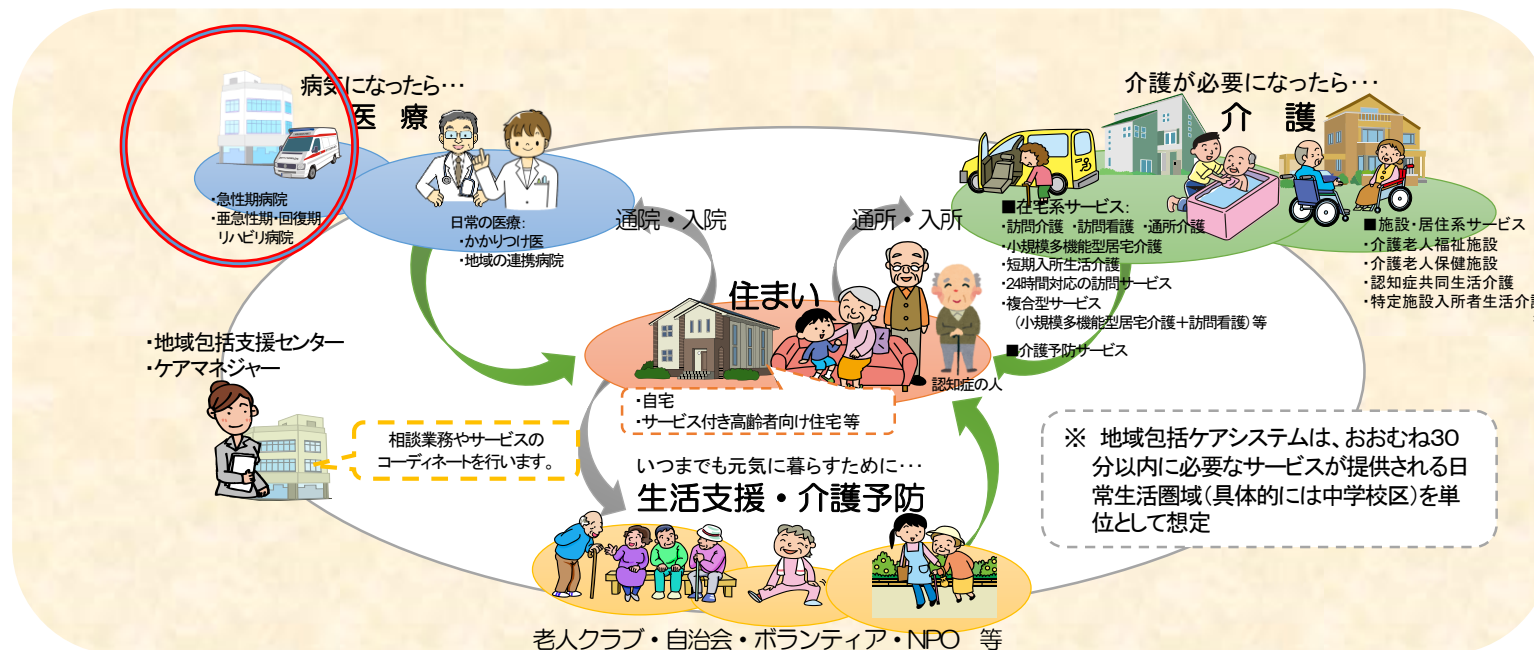 病気になったら･･･
医 療
・急性期病院
・亜急性期・回復期
リハビリ病院
日常の医療：
・かかりつけ医
・地域の連携病院
通院・入院
通所・入所
介護が必要になったら･･･
介 護
■在宅系サービス：
・訪問介護 ・訪問看護 ・通所介護
・小規模多機能型居宅介護
・短期入所生活介護
・24時間対応の訪問サービス
・複合型サービス
（小規模多機能型居宅介護＋訪問看護）等
■介護予防サービス
■施設・居住系サービス
・介護老人福祉施設
・介護老人保健施設
・認知症共同生活介護
・特定施設入所者生活介
住まい
認知症の人
・自宅
・サービス付き高齢者向け住宅等
・地域包括支援センター
・ケアマネジャー
相談業務やサービスの
コーディネートを行います。
いつまでも元気に暮らすために･･･
生活支援・介護予防
老人クラブ・自治会・ボランティア・NPO 等
※ 地域包括ケアシステムは、おおむね30
分以内に必要なサービスが提供される日
常生活圏域（具体的には中学校区）を単
位として想定